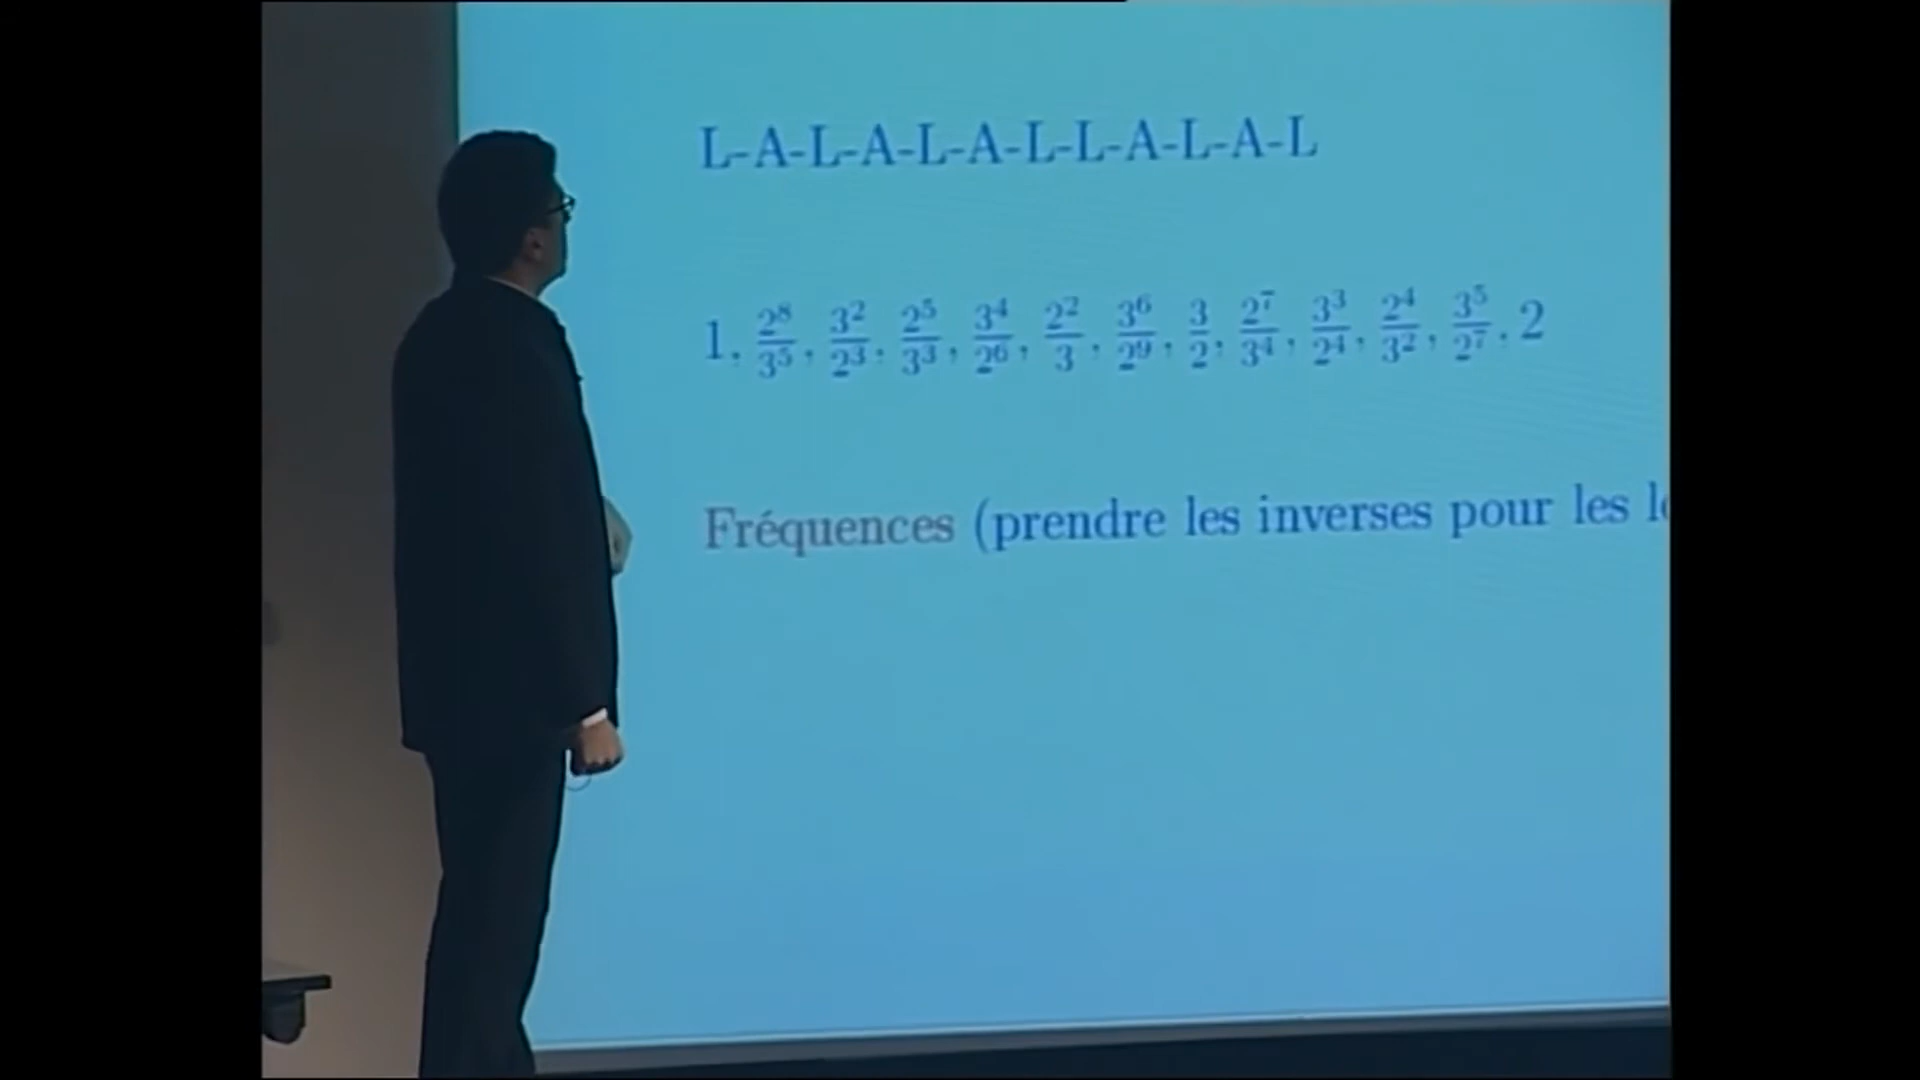 L-A-L-A-L-A-L-L-A-L-A-L
1, 2⁸/3⁵, 3²/2³, 2⁵/3³, 3⁴/2⁶, 2²/3, 3⁶/2⁹, 3/2, 2⁷/3⁴, 3³/2⁴, 2⁴/3², 3⁵/2⁷, 2
Fréquences (prendre les inverses pour les